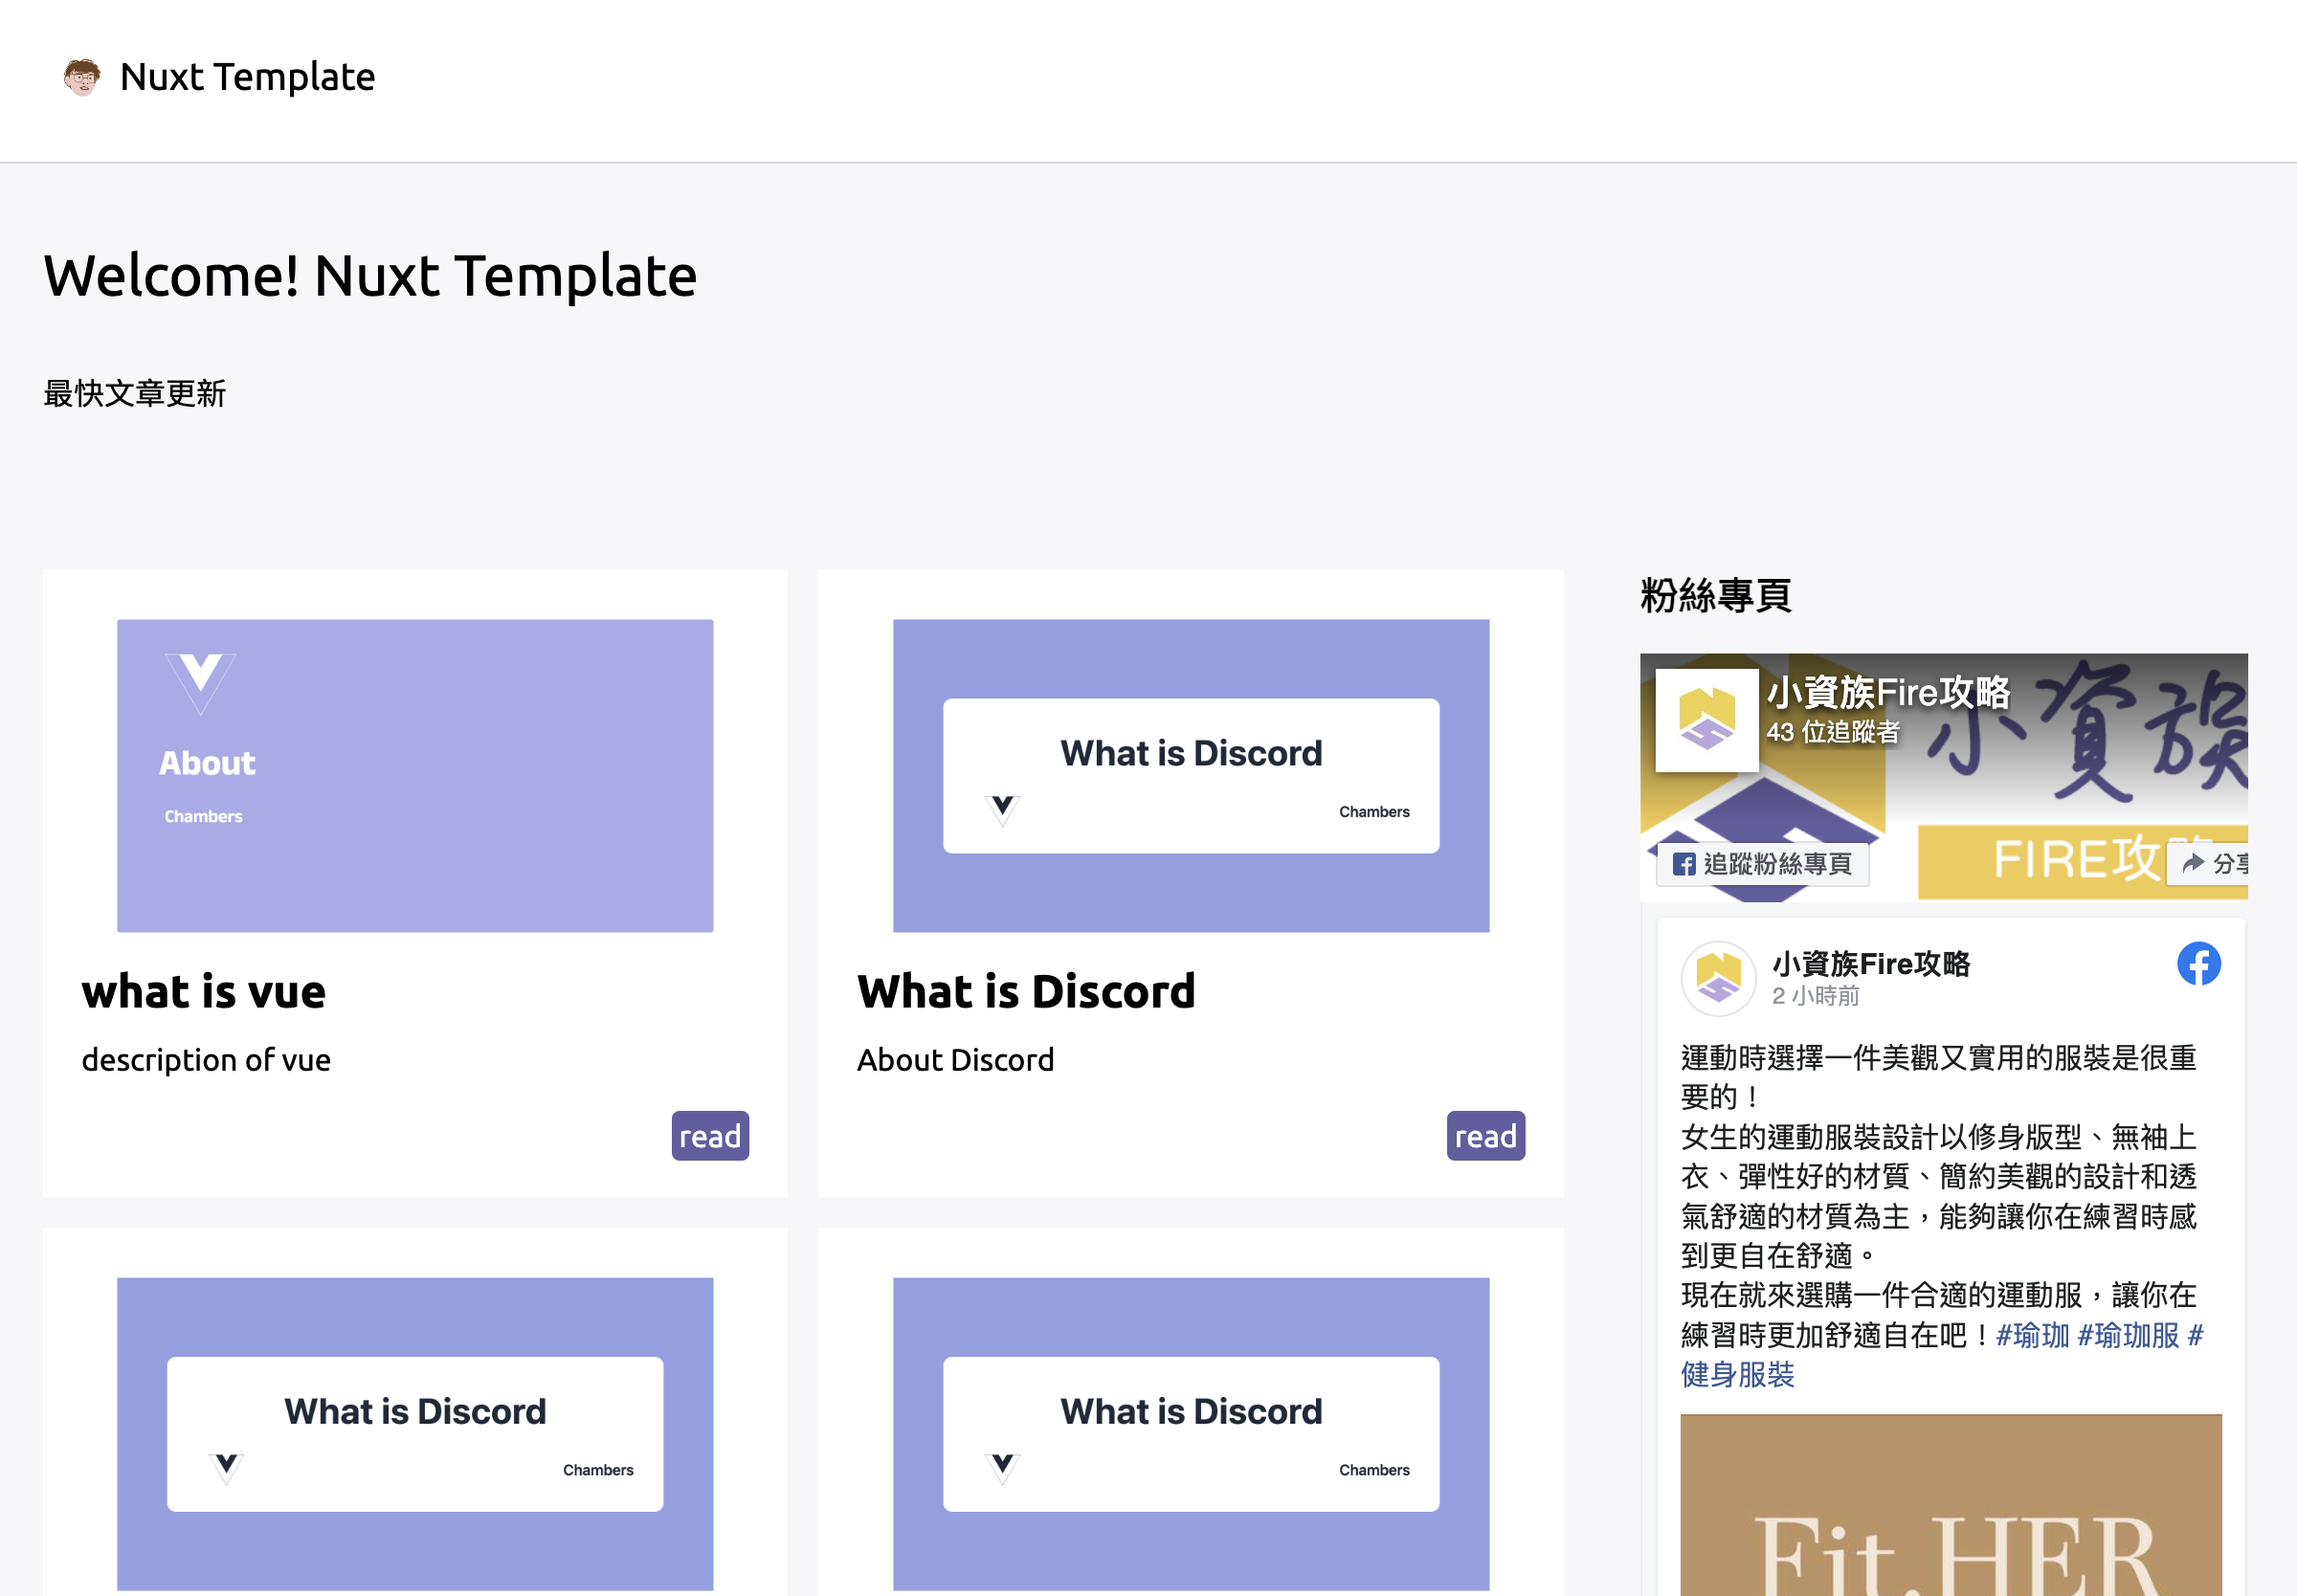 Nuxt Template
Welcome! Nuxt Template
最快文章更新
About
Chambers
what is vue
description of vue
read
What is Discord
Chambers
What is Discord
About Discord
read
What is Discord
Chambers
What is Discord
Chambers
粉絲專頁
小資族Fire攻略
43 位追蹤者
小資族
FIRE攻
追蹤粉絲專頁
分享
小資族Fire攻略
2 小時前
運動時選擇一件美觀又實用的服裝是很重
要的！
女生的運動服裝設計以修身版型、無袖上
衣、彈性好的材質、簡約美觀的設計和透
氣舒適的材質為主，能夠讓你在練習時感
到更自在舒適。
現在就來選購一件合適的運動服，讓你在
練習時更加舒適自在吧！#瑜珈 #瑜珈服 #
健身服裝
Fit.HER